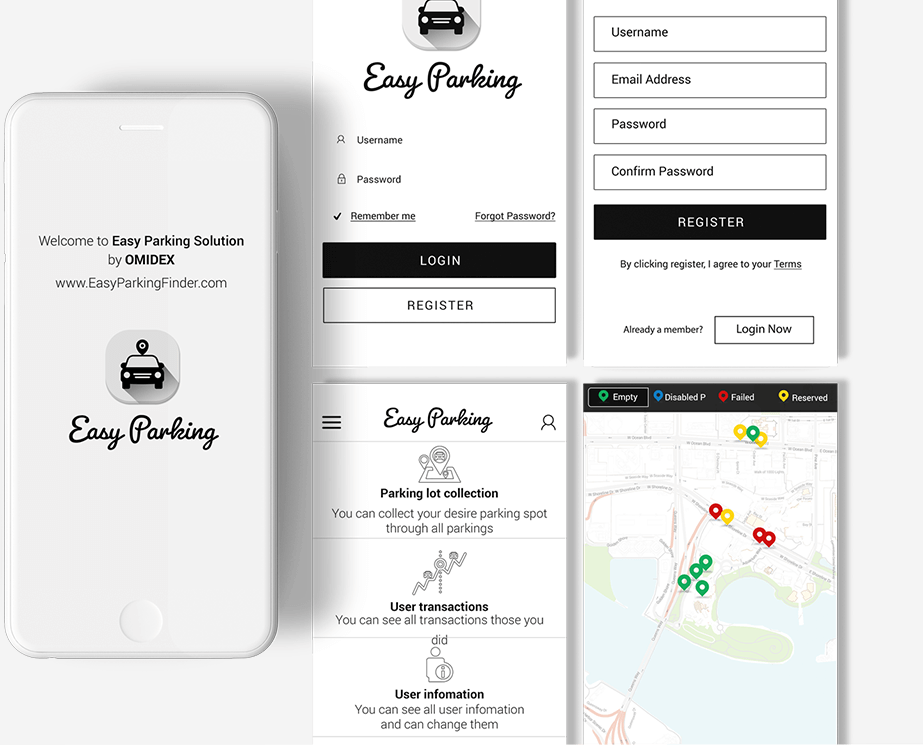 Welcome to Easy Parking Solution
by OMIDEX
www.EasyParkingFinder.com
Easy Parking
Easy Parking
Username
Password
Remember me
Forgot Password?
LOGIN
REGISTER
Username
Email Address
Password
Confirm Password
REGISTER
By clicking register, I agree to your Terms
Already a member?
Login Now
Easy Parking
Parking lot collection
You can collect your desire parking spot
through all parkings
User transactions
You can see all transactions those you
did
User infomation
You can see all user infomation
and can change them
Empty
Disabled P
Failed
Reserved